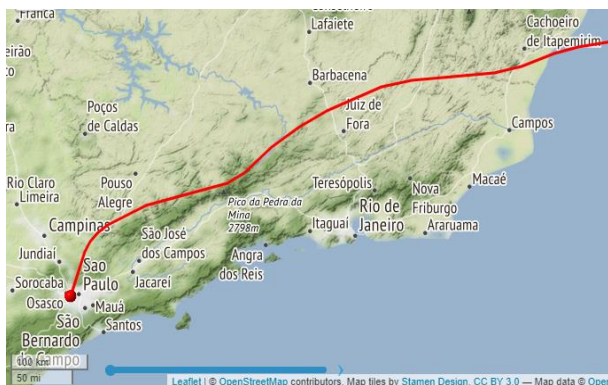 Franca
Lafaiete
Cachoeiro
de Itapemirim
Barbacena
Poços
de Caldas
Juiz de
Fora
Campos
Rio Claro
Limeira
Pouso
Alegre
Pico da Pedra da
Mina
2798m
Teresópolis
Nova
Friburgo
Macaé
Campinas
Rio de
Janeiro
Itaguaí
Araruama
Jundiaí
São José
dos Campos
Angra
dos Reis
Sorocaba
Sao
Paulo
Jacareí
Osasco
Mauá
São
Bernardo
do Campo
Santos
100 km
50 mi
Leaflet | © OpenStreetMap contributors, Map tiles by Stamen Design, CC BY 3.0 — Map data © Ope